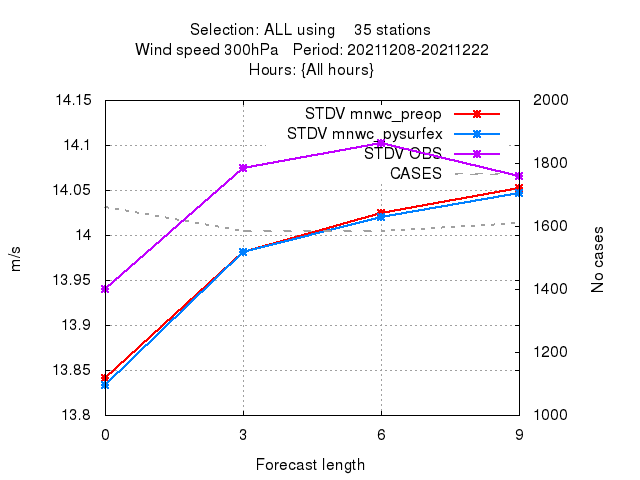 Selection: ALL using 35 stations
Wind speed 300hPa Period: 20211208-20211222
Hours: {All hours}
14.15
14.1
14.05
14
13.95
13.9
13.85
13.8
m/s
STDV mnwc_preop
STDV mnwc_pysurfex
STDV OBS
CASES
2000
1800
1600
1400
1200
1000
No cases
0 3 6 9
Forecast length